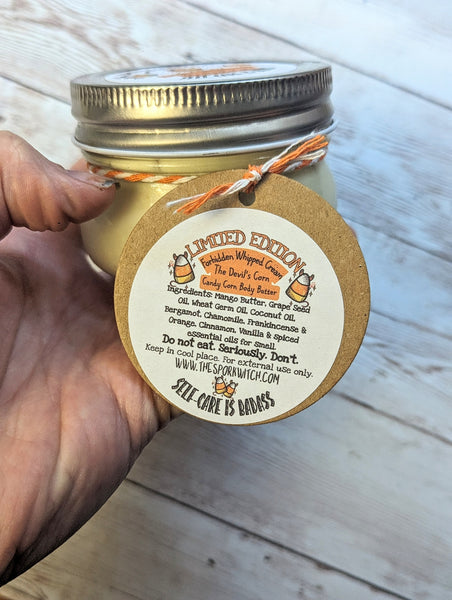 LIMITED EDITION
Forbidden Whipped Cream
The Devil's Corn
Candy Corn Body Butter
Ingredients: Mango Butter, Grape Seed
Oil, Wheat Germ Oil, Coconut Oil,
Bergamot, Chamomile, Frankincense &
Orange, Cinnamon, Vanilla & spiced
essential oils for smell.
Do not eat. Seriously. Don't.
Keep in cool place. For external use only.
WWW.THESPORKWITCH.COM
SELF-CARE IS BADASS